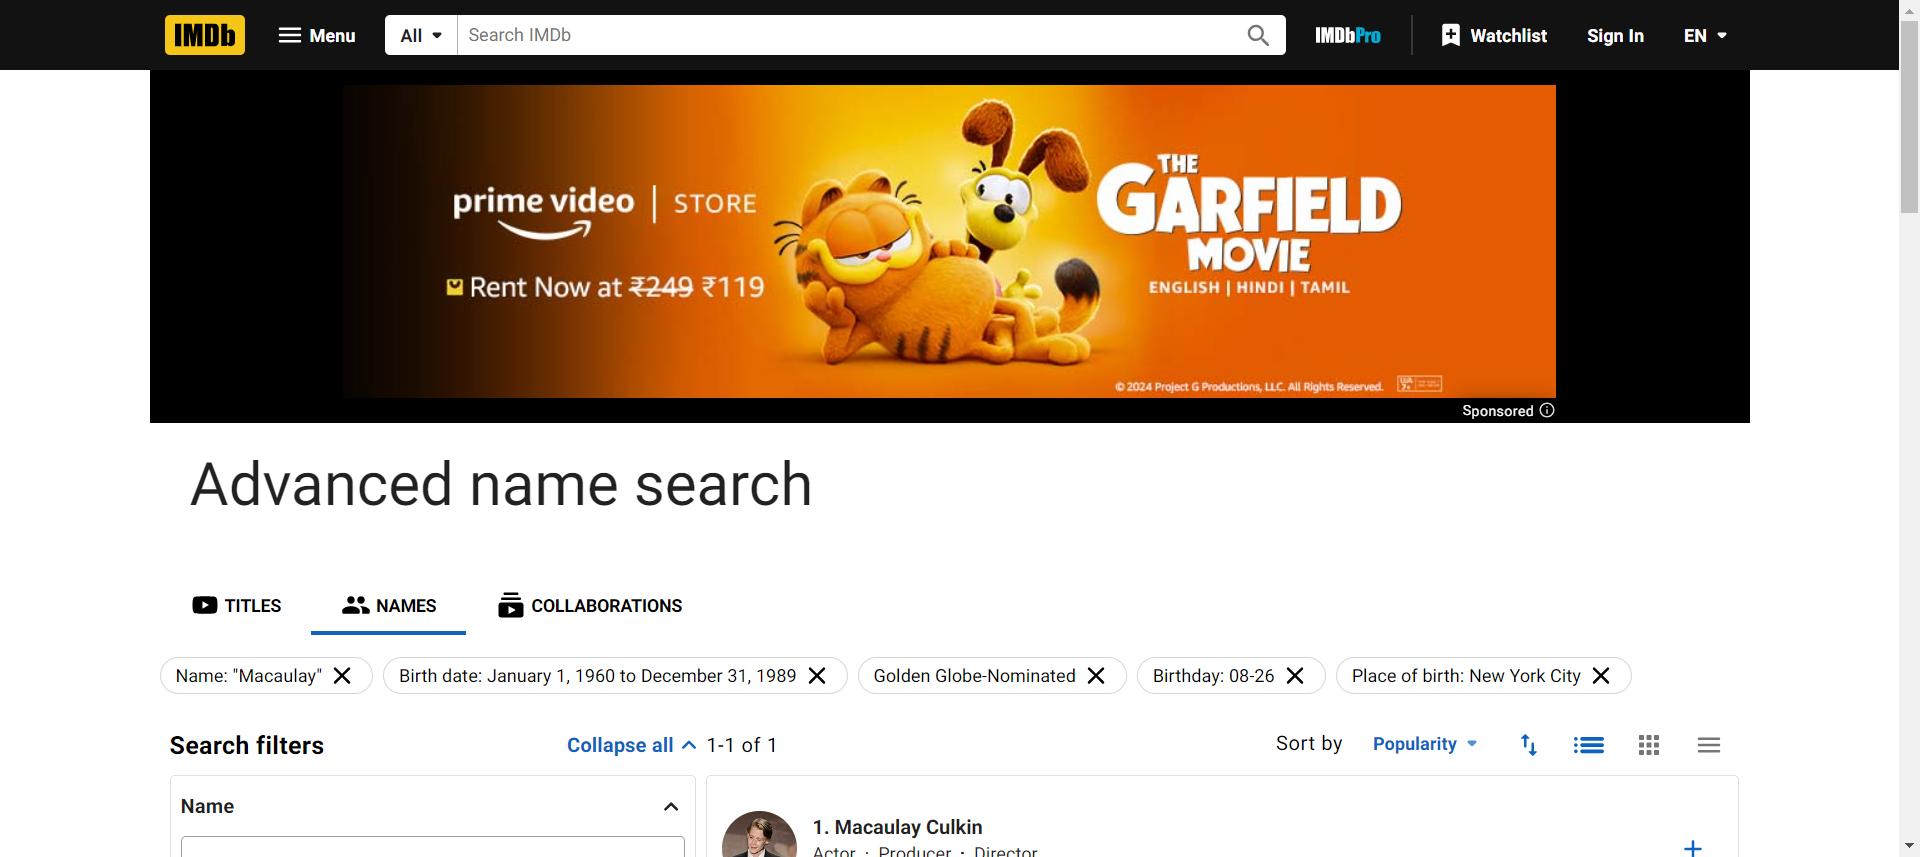 IMDb Menu All Search IMDb IMDbPro Watchlist Sign In EN
prime video | STORE
Rent Now at ₹249 ₹119
THE
GARFIELD
MOVIE
ENGLISH | HINDI | TAMIL
© 2024 Project G Productions, LLC. All Rights Reserved.
Sponsored
Advanced name search
TITLES NAMES COLLABORATIONS
Name: "Macaulay" Birth date: January 1, 1960 to December 31, 1989 Golden Globe-Nominated Birthday: 08-26 Place of birth: New York City
Search filters Collapse all 1-1 of 1 Sort by Popularity
Name
1. Macaulay Culkin
Actor · Producer · Director